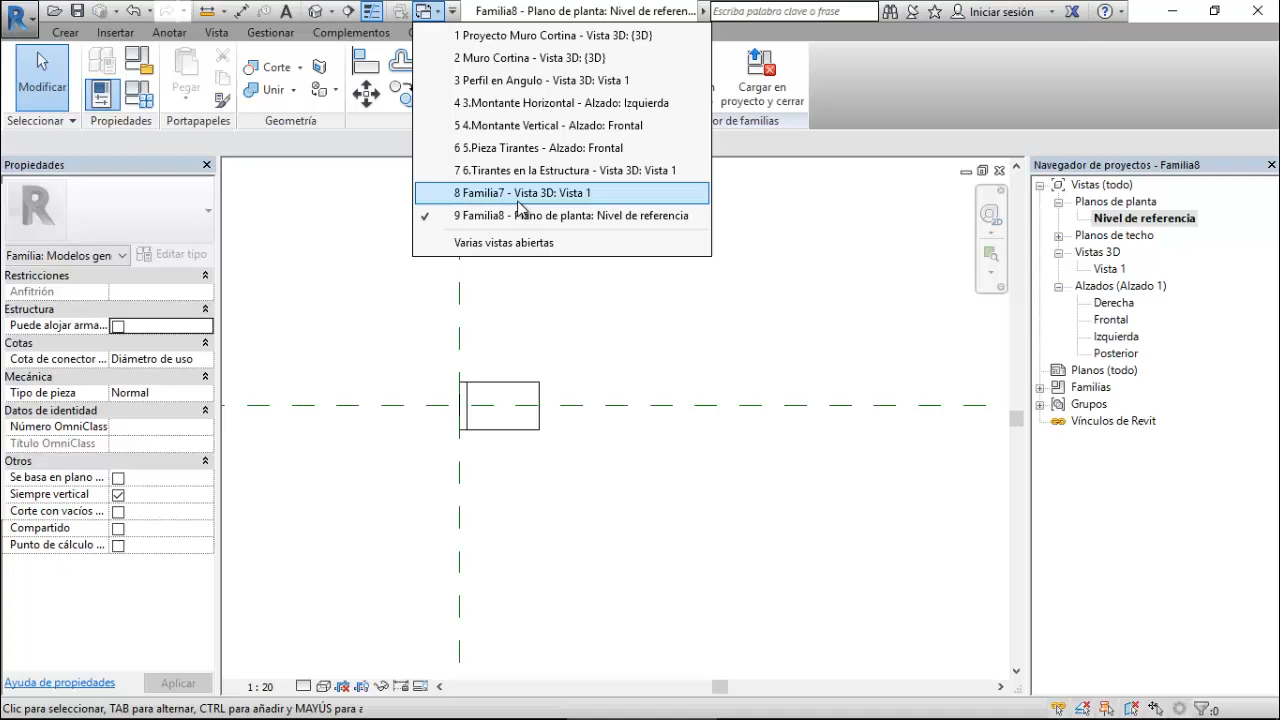 Familia8 - Plano de planta: Nivel de referen...
Escriba palabra clave o frase
Iniciar sesión
Crear
Insertar
Anotar
Vista
Gestionar
Complementos
Modificar
Pegar
Corte
Unir
Cargar en
proyecto y cerrar
Seleccionar
Propiedades
Portapapeles
Geometría
or de familias
1 Proyecto Muro Cortina - Vista 3D: {3D}
2 Muro Cortina - Vista 3D: {3D}
3 Perfil en Angulo - Vista 3D: Vista 1
4 3.Montante Horizontal - Alzado: Izquierda
5 4.Montante Vertical - Alzado: Frontal
6 5.Pieza Tirantes - Alzado: Frontal
7 6.Tirantes en la Estructura - Vista 3D: Vista 1
8 Familia7 - Vista 3D: Vista 1
9 Familia8 - Plano de planta: Nivel de referencia
Varias vistas abiertas
Propiedades
R
Familia: Modelos gen
Editar tipo
Restricciones
Anfitrión
Estructura
Puede alojar arma...
Cotas
Cota de conector ...
Diámetro de uso
Mecánica
Tipo de pieza
Normal
Datos de identidad
Número OmniClass
Título OmniClass
Otros
Se basa en plano ...
Siempre vertical
Corte con vacíos ...
Compartido
Punto de cálculo ...
Ayuda de propiedades
Aplicar
1 : 20
Navegador de proyectos - Familia8
Vistas (todo)
Planos de planta
Nivel de referencia
Planos de techo
Vistas 3D
Vista 1
Alzados (Alzado 1)
Derecha
Frontal
Izquierda
Posterior
Planos (todo)
Familias
Grupos
Vínculos de Revit
Clic para seleccionar, TAB para alternar, CTRL para añadir y MAYÚS para a
:0